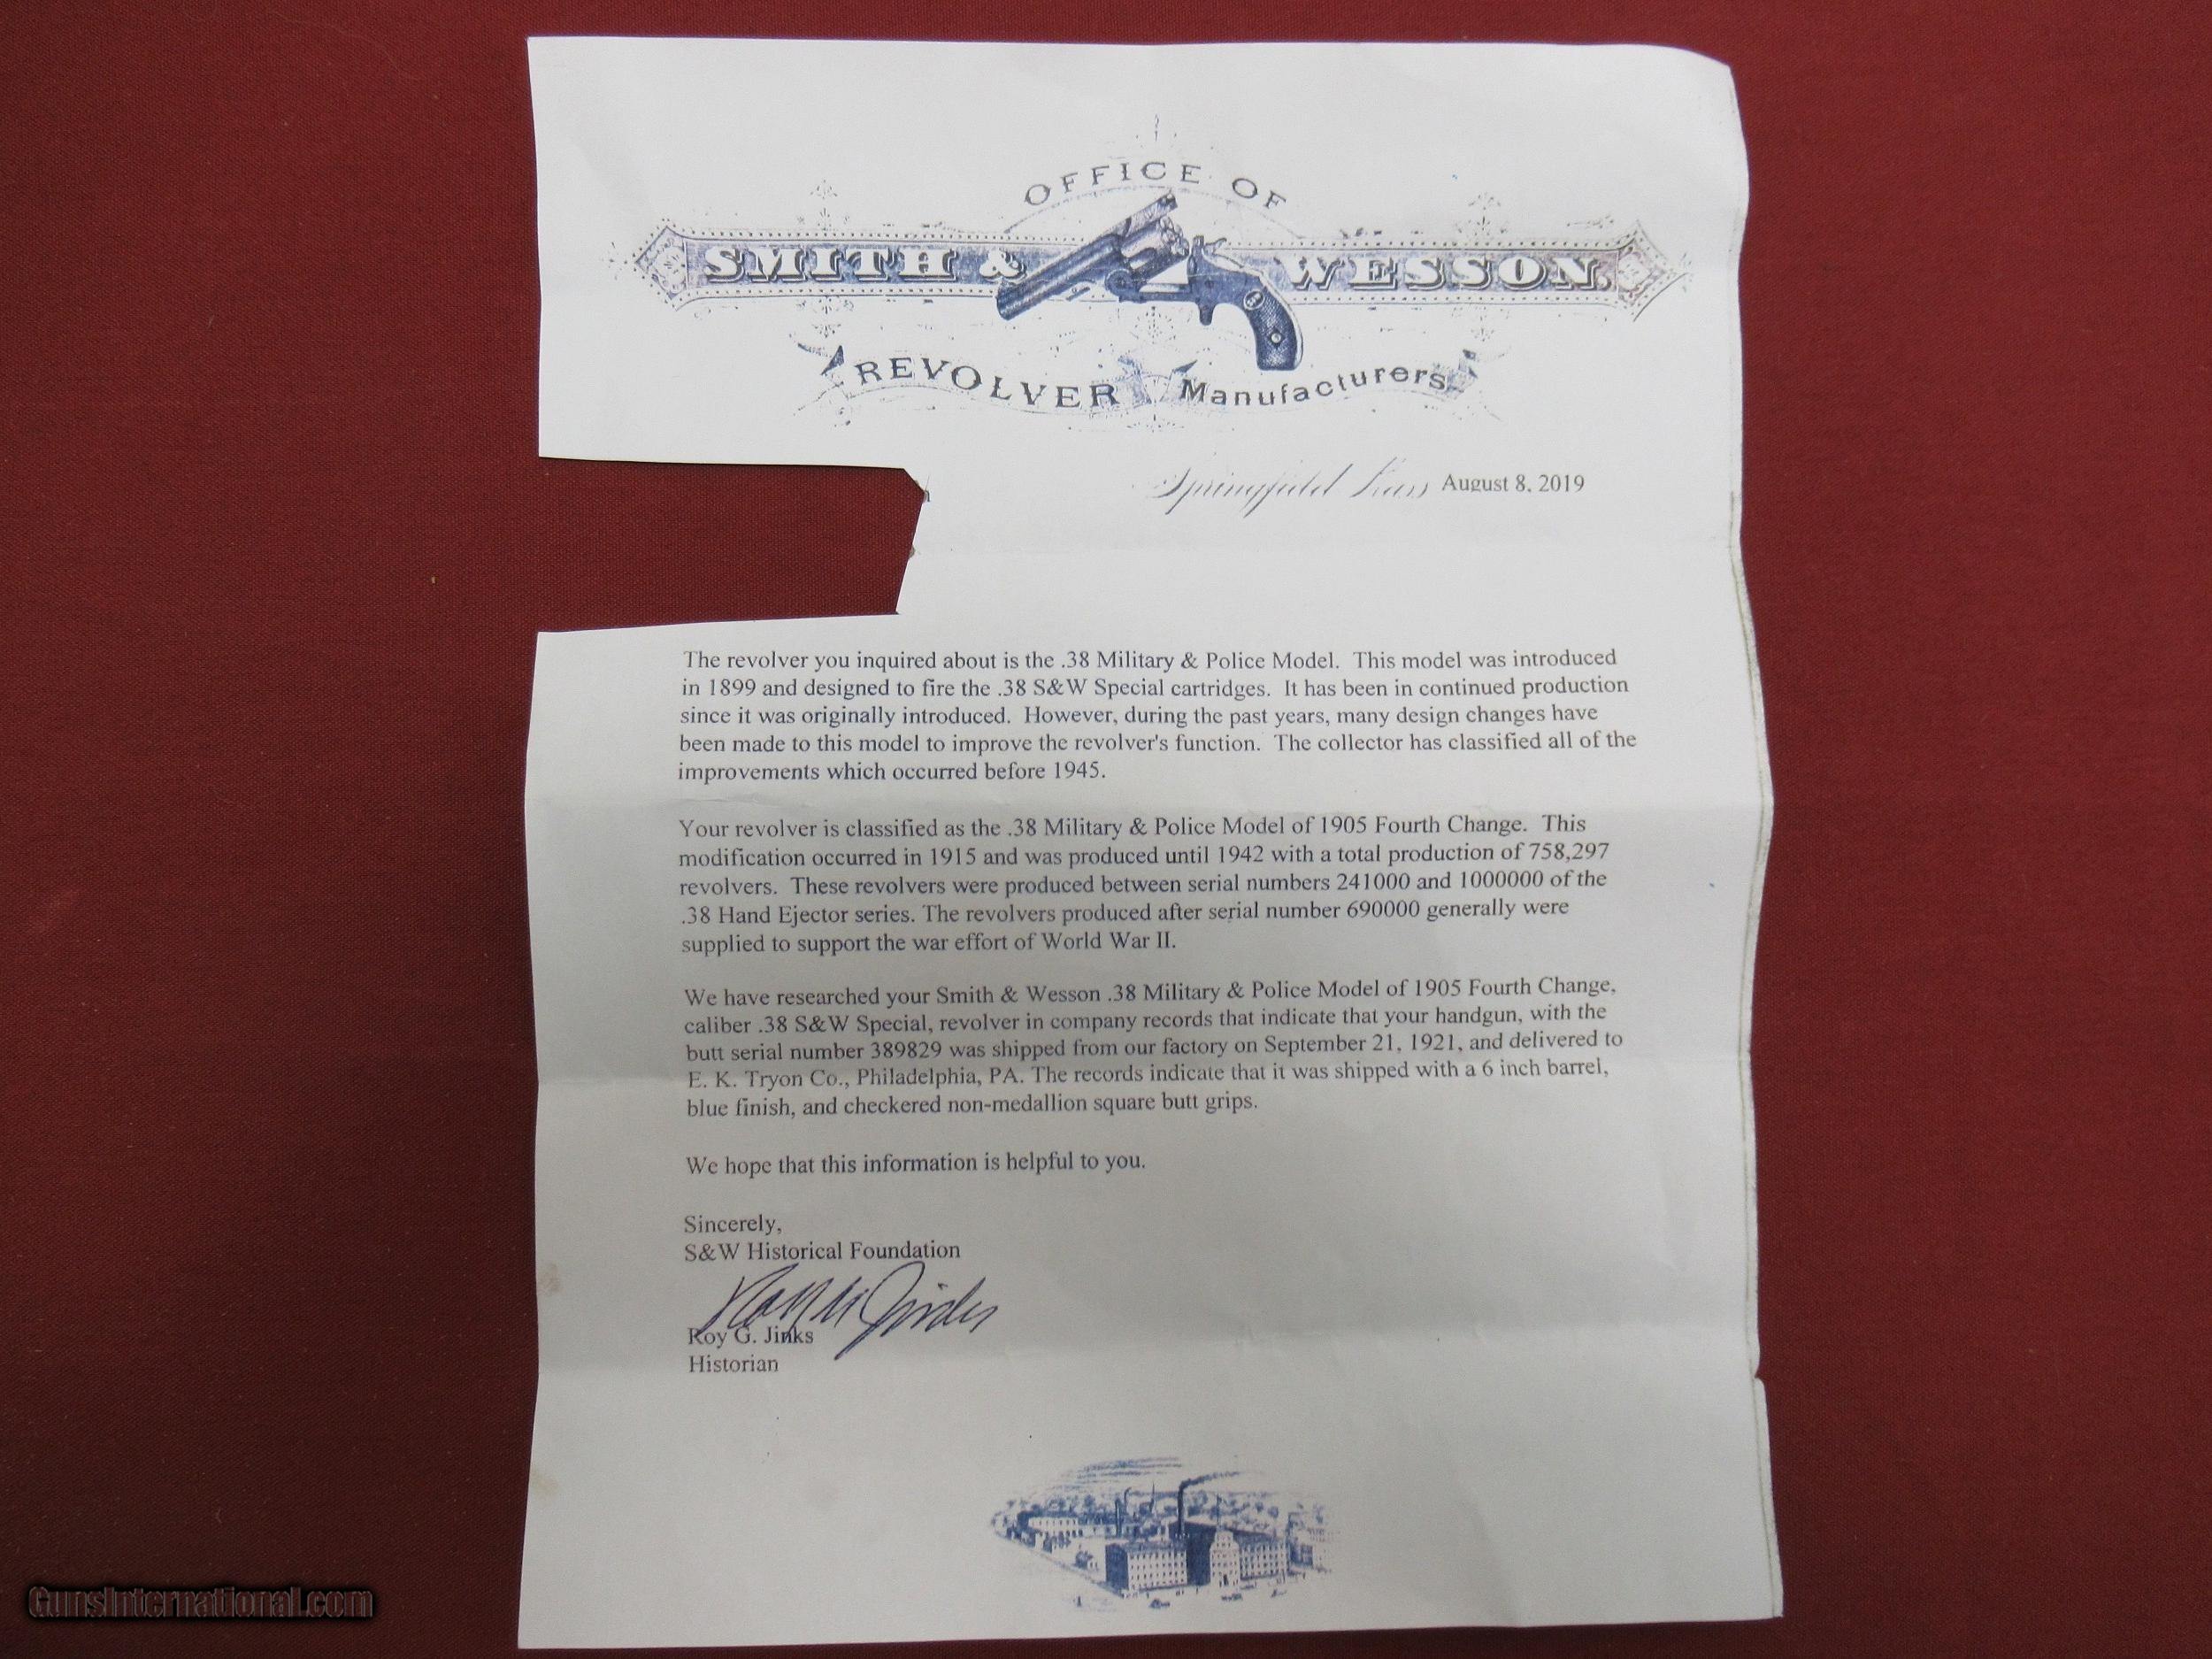 OFFICE OF
SMITH & WESSON.
REVOLVER Manufacturers
Springfield Mass August 8, 2019
The revolver you inquired about is the .38 Military & Police Model. This model was introduced
in 1899 and designed to fire the .38 S&W Special cartridges. It has been in continued production
since it was originally introduced. However, during the past years, many design changes have
been made to this model to improve the revolver's function. The collector has classified all of the
improvements which occurred before 1945.
Your revolver is classified as the .38 Military & Police Model of 1905 Fourth Change. This
modification occurred in 1915 and was produced until 1942 with a total production of 758,297
revolvers. These revolvers were produced between serial numbers 241000 and 1000000 of the
.38 Hand Ejector series. The revolvers produced after serial number 690000 generally were
supplied to support the war effort of World War II.
We have researched your Smith & Wesson .38 Military & Police Model of 1905 Fourth Change,
caliber .38 S&W Special, revolver in company records that indicate that your handgun, with the
butt serial number 389829 was shipped from our factory on September 21, 1921, and delivered to
E. K. Tryon Co., Philadelphia, PA. The records indicate that it was shipped with a 6 inch barrel,
blue finish, and checkered non-medallion square butt grips.
We hope that this information is helpful to you.
Sincerely,
S&W Historical Foundation
Roy G. Jinks
Historian
GunsInternational.com